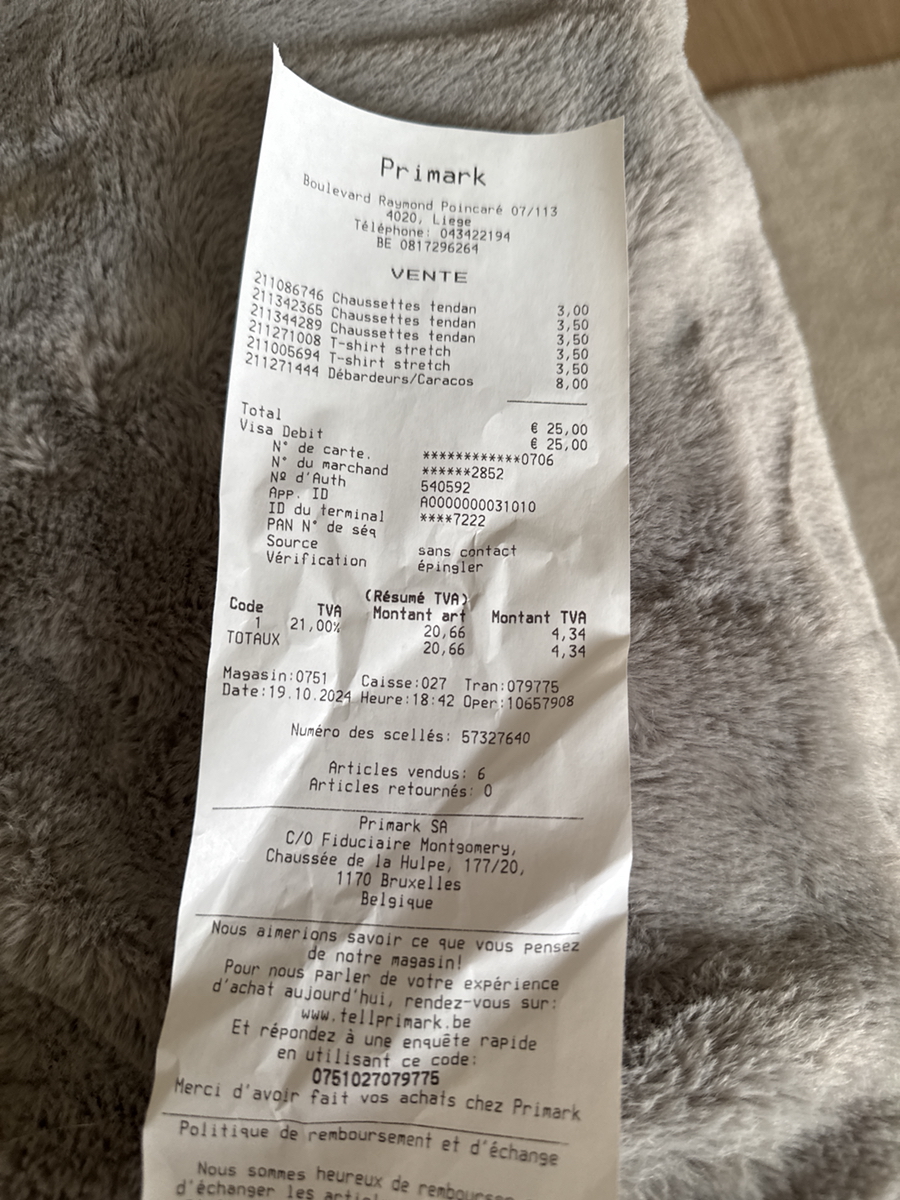 Primark
Boulevard Raymond Poincaré 07/113
4020, Liege
Téléphone: 043422194
BE 0817296264
VENTE
211086746 Chaussettes tendan 3,00
211342365 Chaussettes tendan 3,50
211344289 Chaussettes tendan 3,50
211271008 T-shirt stretch 3,50
211005694 T-shirt stretch 3,50
211271444 Débardeurs/Caracos 8,00
Total € 25,00
Visa Debit € 25,00
N° de carte. ************0706
N° du marchand ******2852
Nº d'Auth 540592
App. ID A0000000031010
ID du terminal ****7222
PAN N° de séq
Source sans contact
Vérification épingler
(Résumé TVA)
Code TVA Montant art Montant TVA
1 21,00% 20,66 4,34
TOTAUX 20,66 4,34
Magasin:0751 Caisse:027 Tran:079775
Date:19.10.2024 Heure:18:42 Oper:10657908
Numéro des scellés: 57327640
Articles vendus: 6
Articles retournés: 0
Primark SA
C/O Fiduciaire Montgomery,
Chaussée de la Hulpe, 177/20,
1170 Bruxelles
Belgique
Nous aimerions savoir ce que vous pensez
de notre magasin!
Pour nous parler de votre expérience
d'achat aujourd'hui, rendez-vous sur:
www.tellprimark.be
Et répondez à une enquête rapide
en utilisant ce code:
0751027079775
Merci d'avoir fait vos achats chez Primark
Politique de remboursement et d'échange
Nous sommes heureux de
d'échanger les